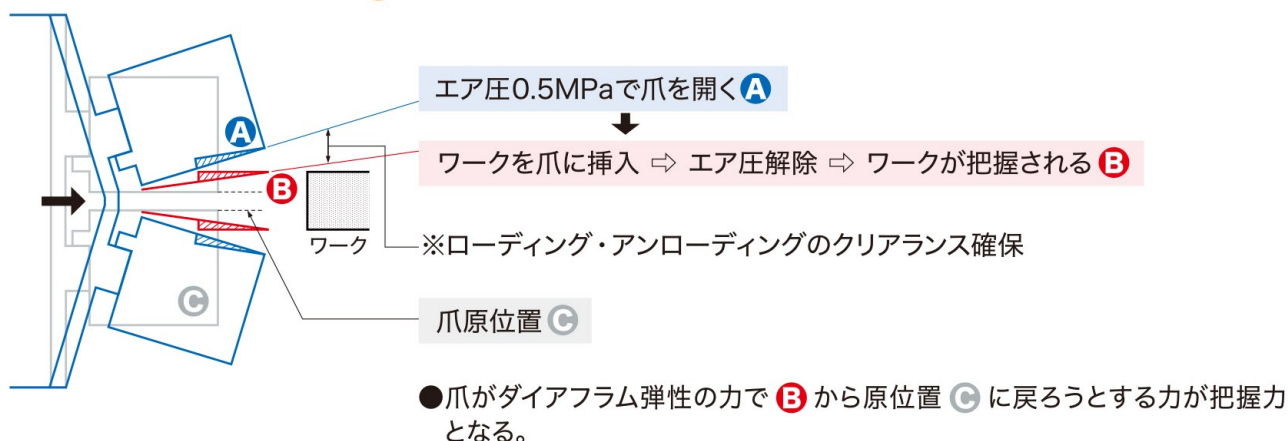 エア圧0.5MPaで爪を開くA
ワークを爪に挿入 ⇨ エア圧解除 ⇨ ワークが把握されるB
※ローディング・アンローディングのクリアランス確保
爪原位置C
●爪がダイアフラム弾性の力で B から原位置 C に戻ろうとする力が把握力
となる。
A
B
ワーク
C